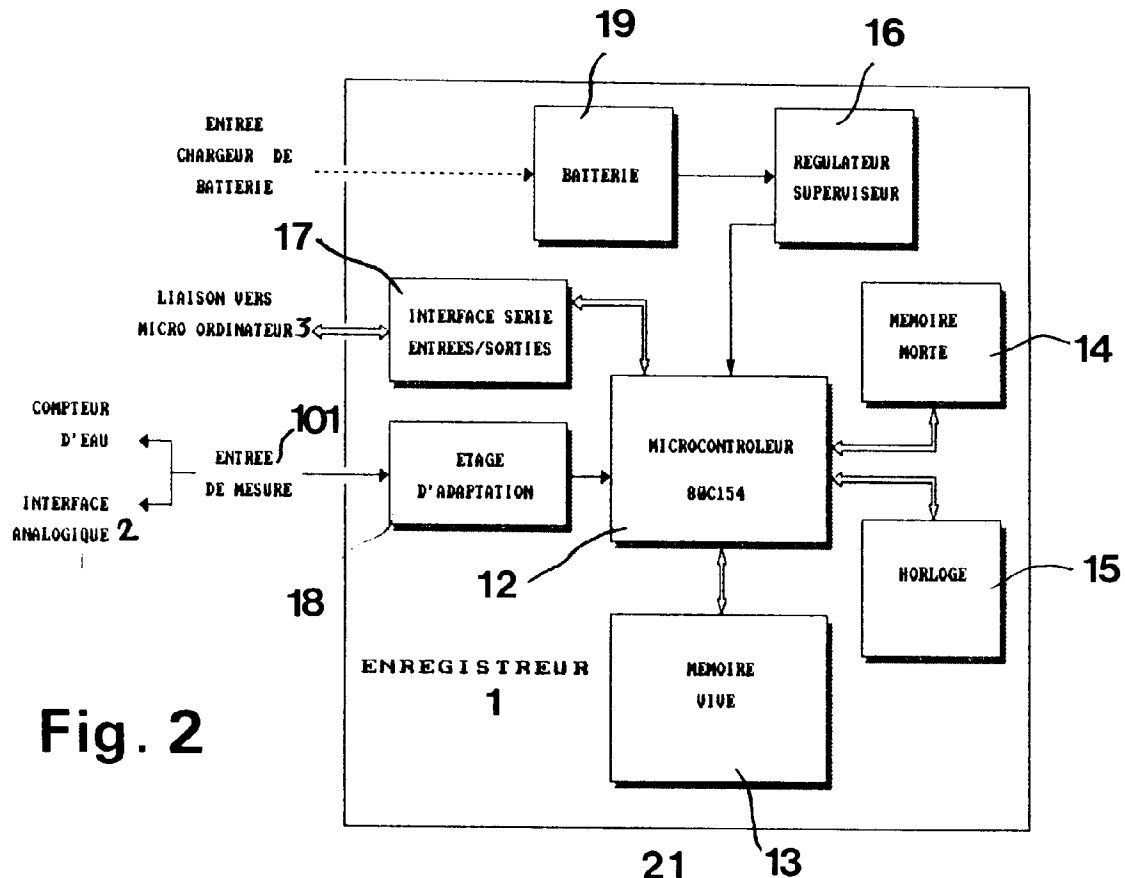 19
16
ENTREE
CHARGEUR DE
BATTERIE
BATTERIE
REGULATEUR
SUPERVISEUR
17
LIAISON VERS
MICRO ORDINATEUR 3
INTERFACE SERIE
ENTREES/SORTIES
MEMOIRE
MORTE
14
COMPTEUR
D'EAU
101
ENTREE
DE MESURE
INTERFACE
ANALOGIQUE 2
ETAGE
D'ADAPTATION
MICROCONTROLEUR
80C154
18
12
HORLOGE
15
ENREGISTREUR
1
MEMOIRE
VIVE
Fig. 2
13
21